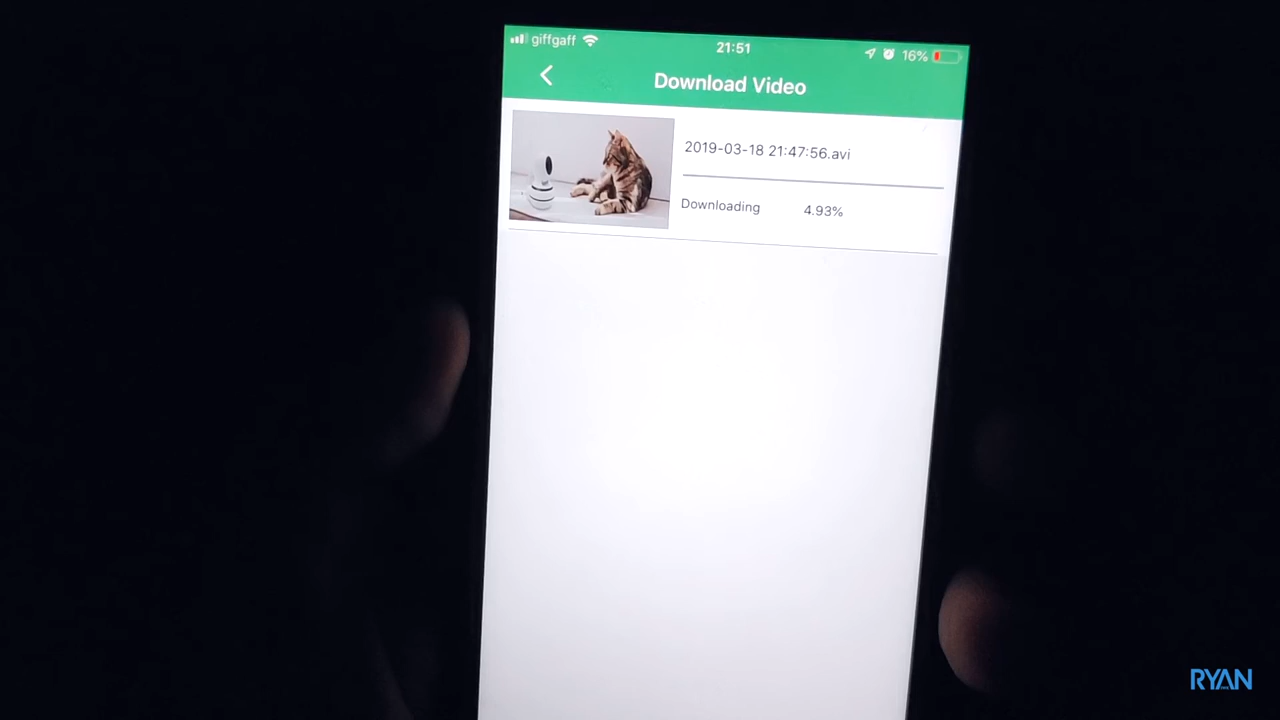 giffgaff 21:51 16%
Download Video
2019-03-18 21:47:56.avi
Downloading 4.93%
RYAN